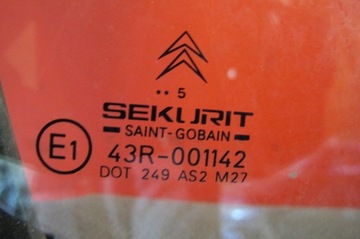 •• 5
SEKURIT
SAINT-GOBAIN
E1
43R-001142
DOT 249 AS2 M27